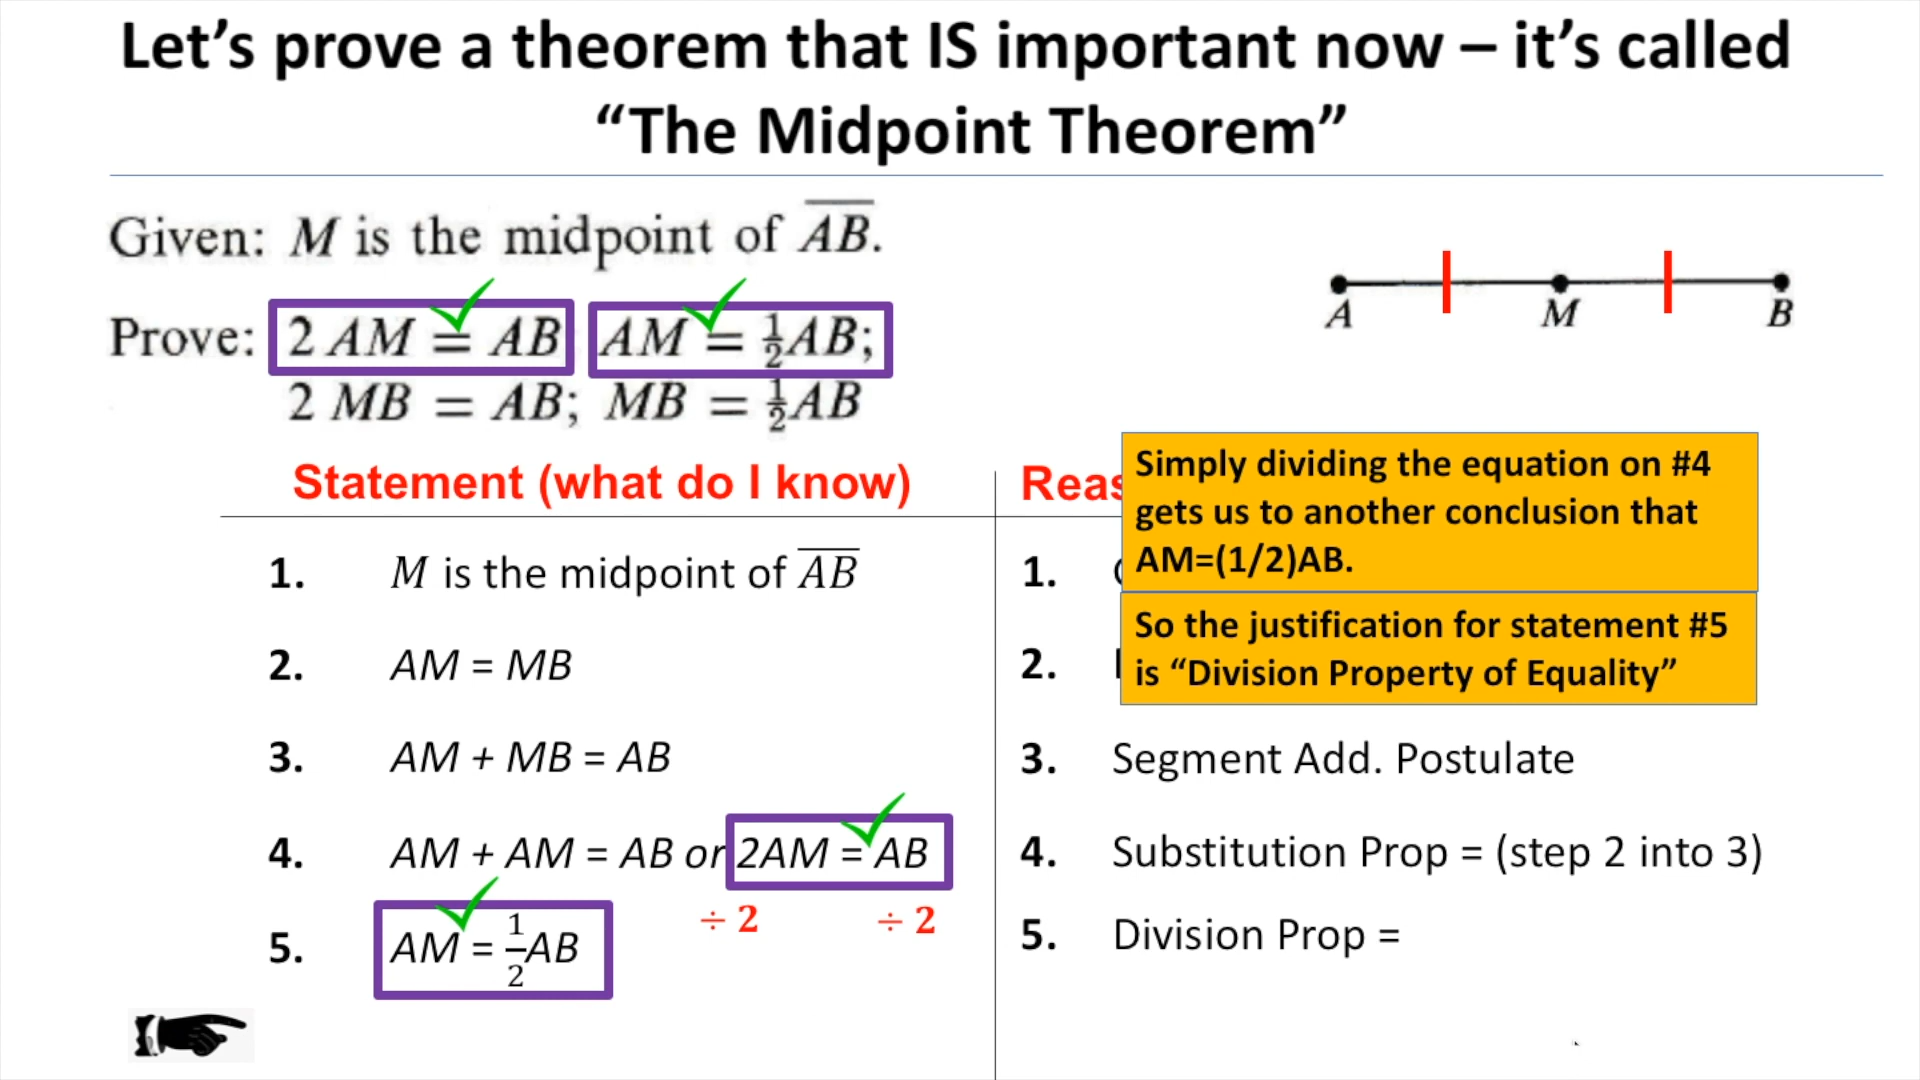 Let’s prove a theorem that IS important now – it’s called
“The Midpoint Theorem”
Given: M is the midpoint of A̅B̅.
Prove: 2 AM = AB AM = ½AB;
2 MB = AB; MB = ½AB
A M B
Statement (what do I know)
Simply dividing the equation on #4
gets us to another conclusion that
AM=(1/2)AB.
So the justification for statement #5
is “Division Property of Equality”
1. M is the midpoint of A̅B̅ 1.
2. AM = MB 2.
3. AM + MB = AB 3. Segment Add. Postulate
4. AM + AM = AB or 2AM = AB 4. Substitution Prop = (step 2 into 3)
÷ 2 ÷ 2
5. AM = ½AB 5. Division Prop =